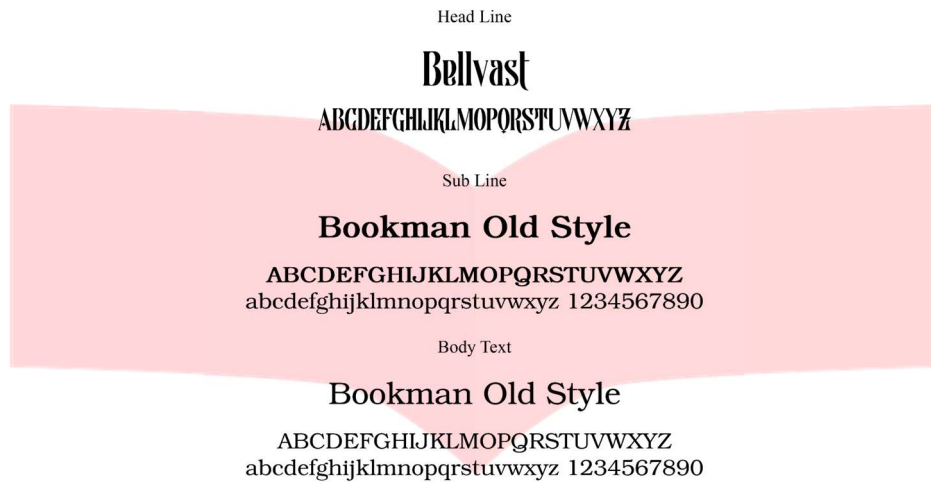 Head Line
Bellvast
ABCDEFGHIJKLMOPQRSTUVWXYZ
Sub Line
Bookman Old Style
ABCDEFGHIJKLMOPQRSTUVWXYZ
abcdefghijklmnopqrstuvwxyz 1234567890
Body Text
Bookman Old Style
ABCDEFGHIJKLMOPQRSTUVWXYZ
abcdefghijklmnopqrstuvwxyz 1234567890